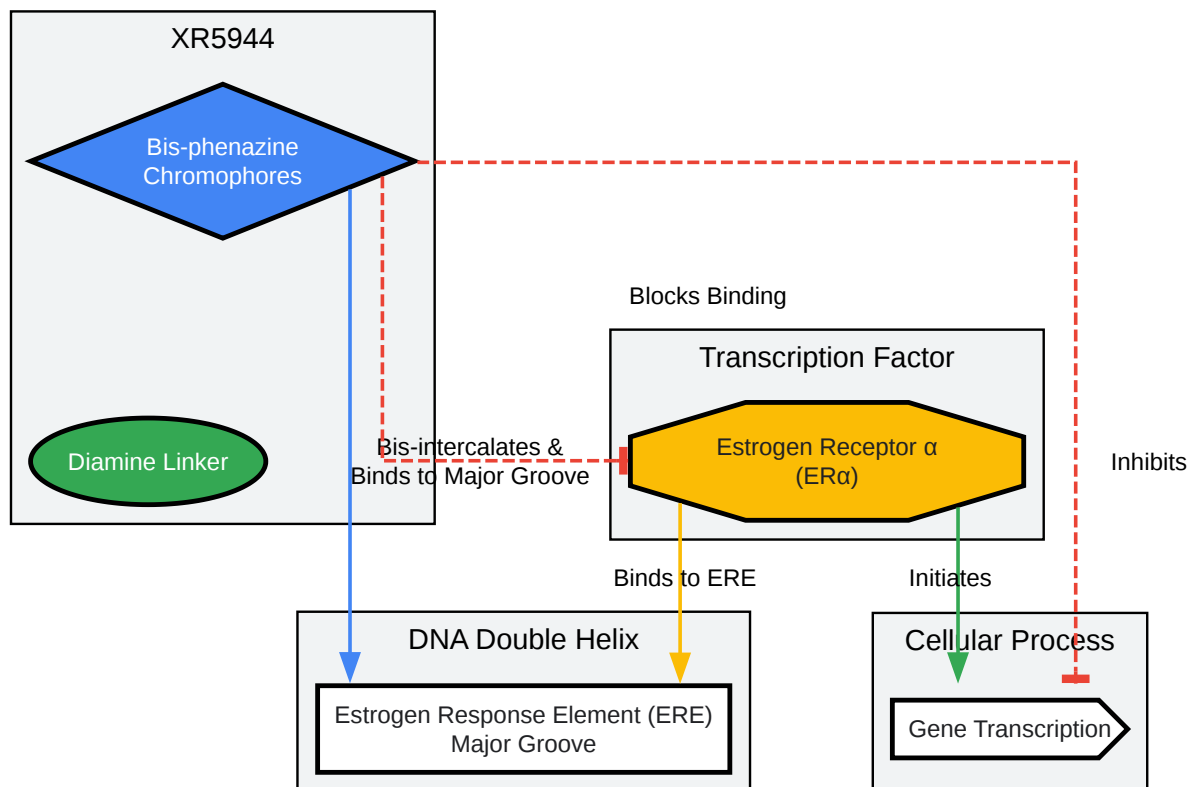 XR5944
Bis-phenazine
Chromophores
Blocks Binding
Transcription Factor
Diamine Linker
Bis-intercalates &
Binds to Major Groove
Estrogen Receptor α
(ERα)
Inhibits
Binds to ERE
Initiates
DNA Double Helix
Cellular Process
Estrogen Response Element (ERE)
Major Groove
Gene Transcription